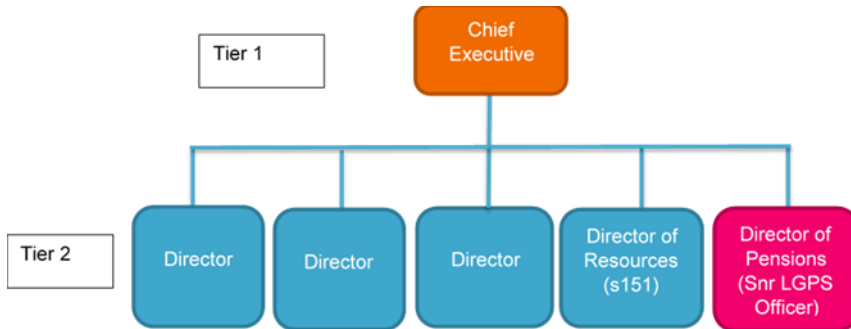 Tier 1
Chief
Executive
Tier 2
Director
Director
Director
Director of
Resources
(s151)
Director of
Pensions
(Snr LGPS
Officer)